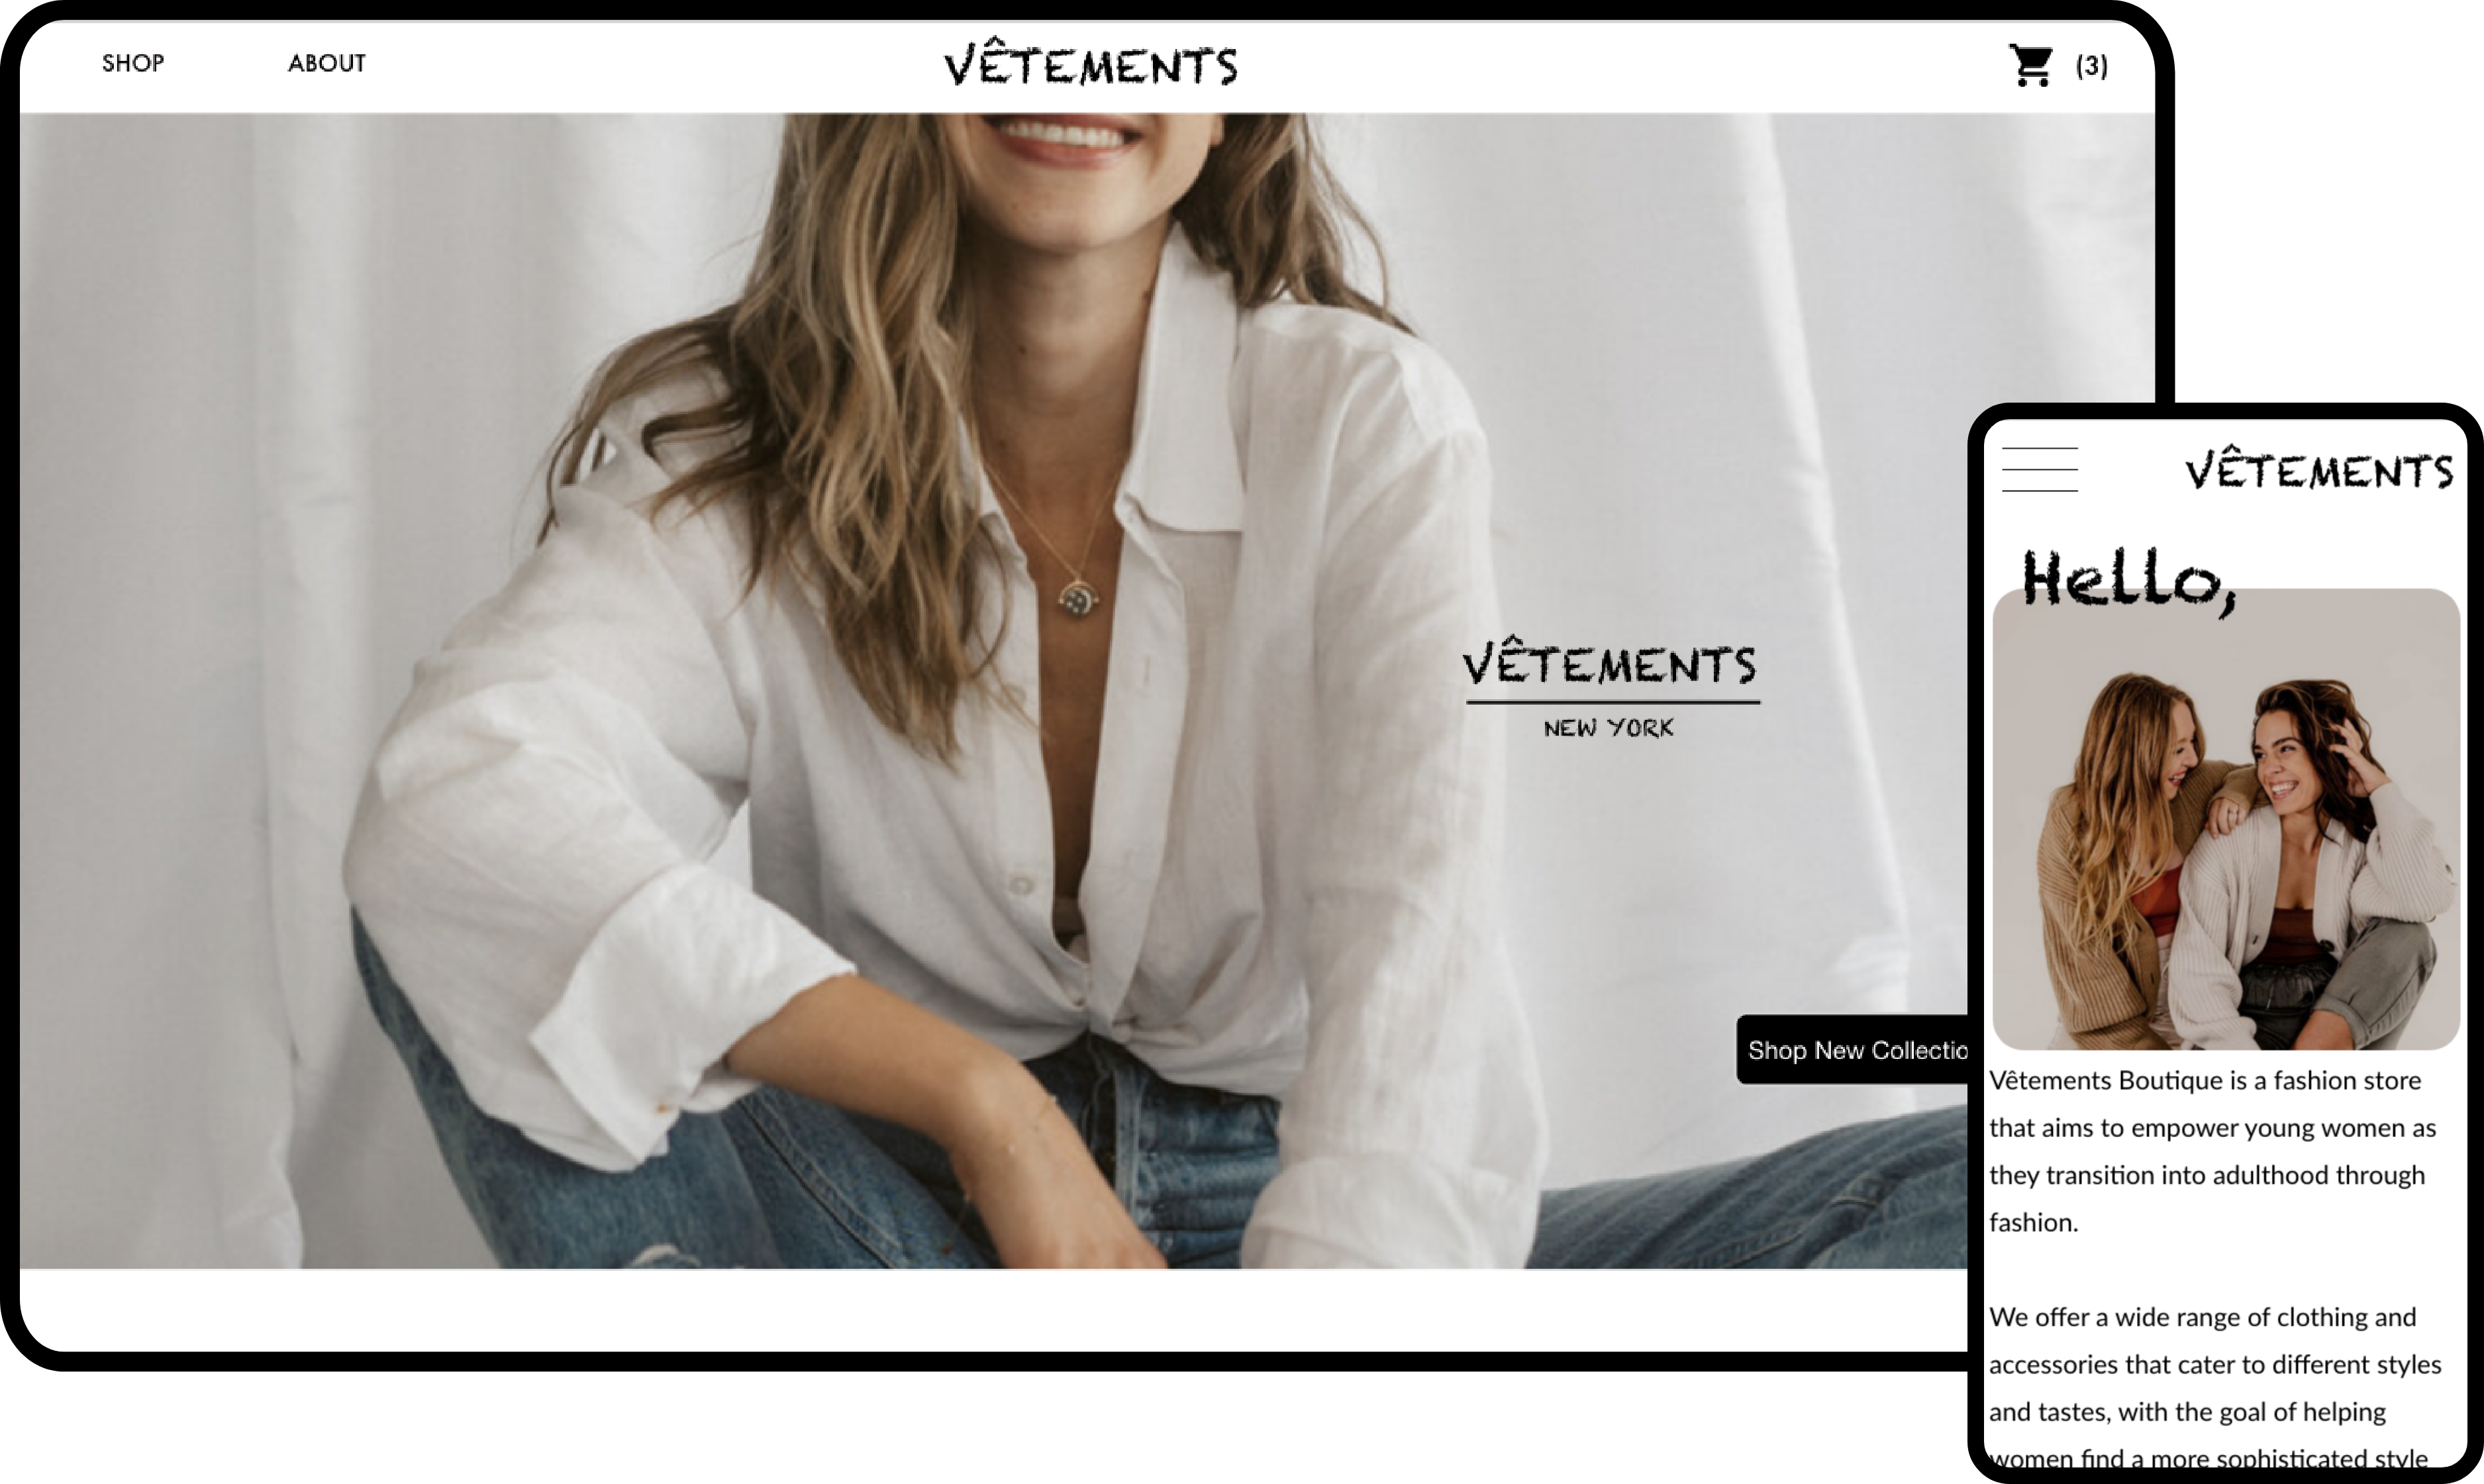 SHOP ABOUT VÊTEMENTS (3)
VÊTEMENTS
NEW YORK
Shop New Collectio
VÊTEMENTS
Hello,
Vêtements Boutique is a fashion store
that aims to empower young women as
they transition into adulthood through
fashion.
We offer a wide range of clothing and
accessories that cater to different styles
and tastes, with the goal of helping
women find a more sophisticated style